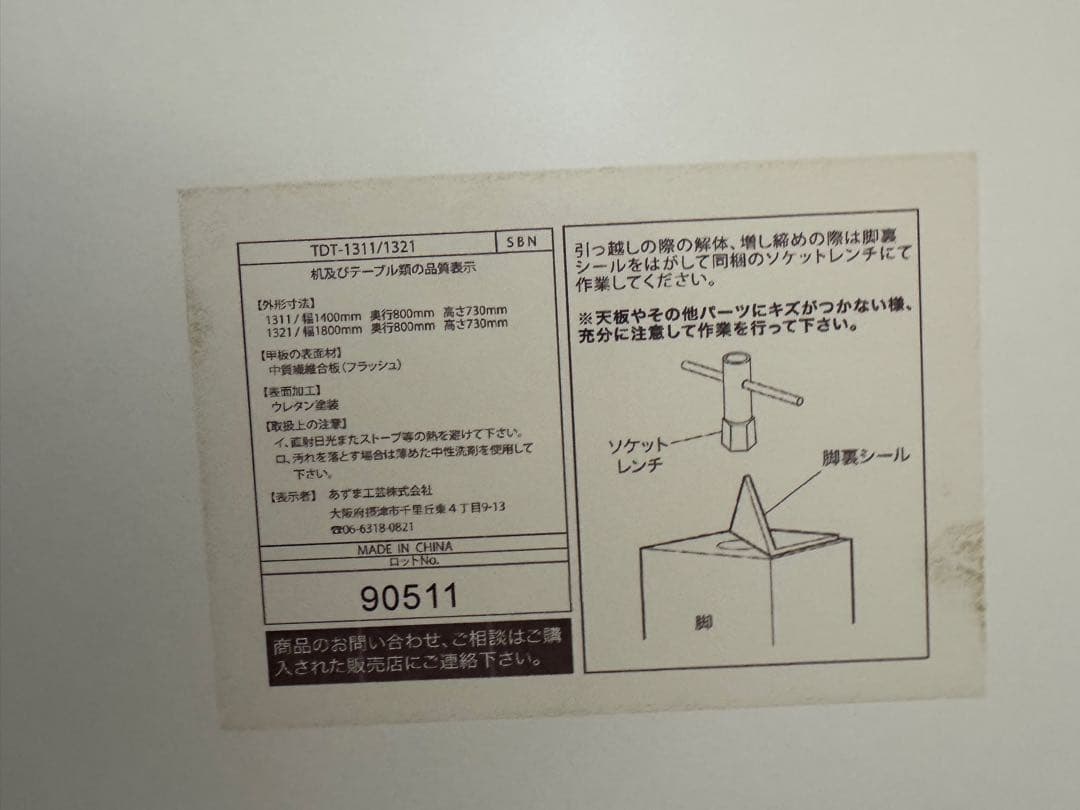 TDT-1311/1321
SBN
机及びテーブル類の品質表示
【外形寸法】
1311/幅1400mm 奥行800mm 高さ730mm
1321/幅1800mm 奥行800mm 高さ730mm
【甲板の表面材】
中質繊維合板(フラッシュ)
【表面加工】
ウレタン塗装
【取扱上の注意】
イ、直射日光またストーブ等の熱を避けて下さい。
ロ、汚れを落とす場合は薄めた中性洗剤を使用して
下さい。
【表示者】 あずま工芸株式会社
大阪府摂津市千里丘東4丁目9-13
☎06-6318-0821
MADE IN CHINA
ロットNo.
90511
商品のお問い合わせ、ご相談はご購
入された販売店にご連絡下さい。
引っ越しの際の解体、増し締めの際は脚裏
シールをはがして同梱のソケットレンチにて
作業してください。
※天板やその他パーツにキズがつかない様、
充分に注意して作業を行って下さい。
ソケット
レンチ
脚裏シール
脚